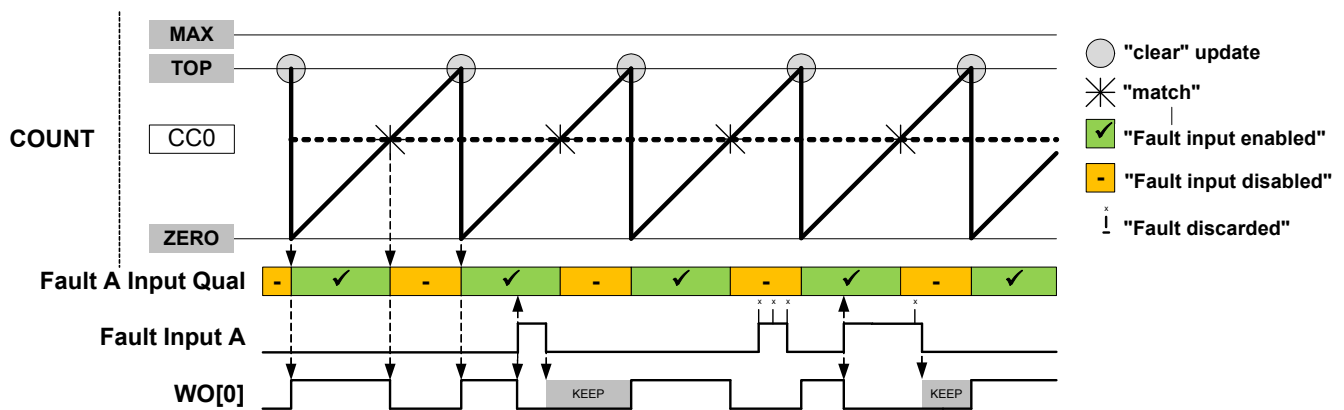 MAX
"clear" update
TOP
"match"
COUNT
CC0
"Fault input enabled"
- "Fault input disabled"
x
"Fault discarded"
ZERO
Fault A Input Qual
- ✓ - ✓ - ✓ - ✓ - ✓
x x x x
Fault Input A
WO[0]
KEEP KEEP